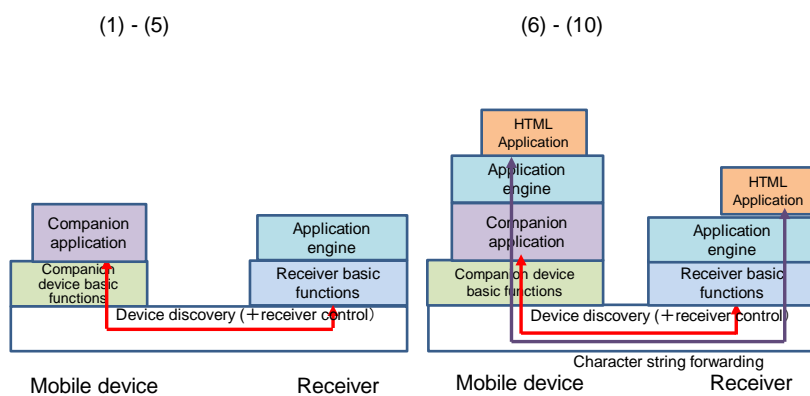 (1) - (5)
Companion
application
Companion
device basic
functions
Application
engine
Receiver basic
functions
Device discovery (＋receiver control）
Mobile device
Receiver
(6) - (10)
HTML
Application
Application
engine
Companion
application
Companion device
basic functions
HTML
Application
Application
engine
Receiver basic
functions
Device discovery (＋receiver control）
Character string forwarding
Mobile device
Receiver